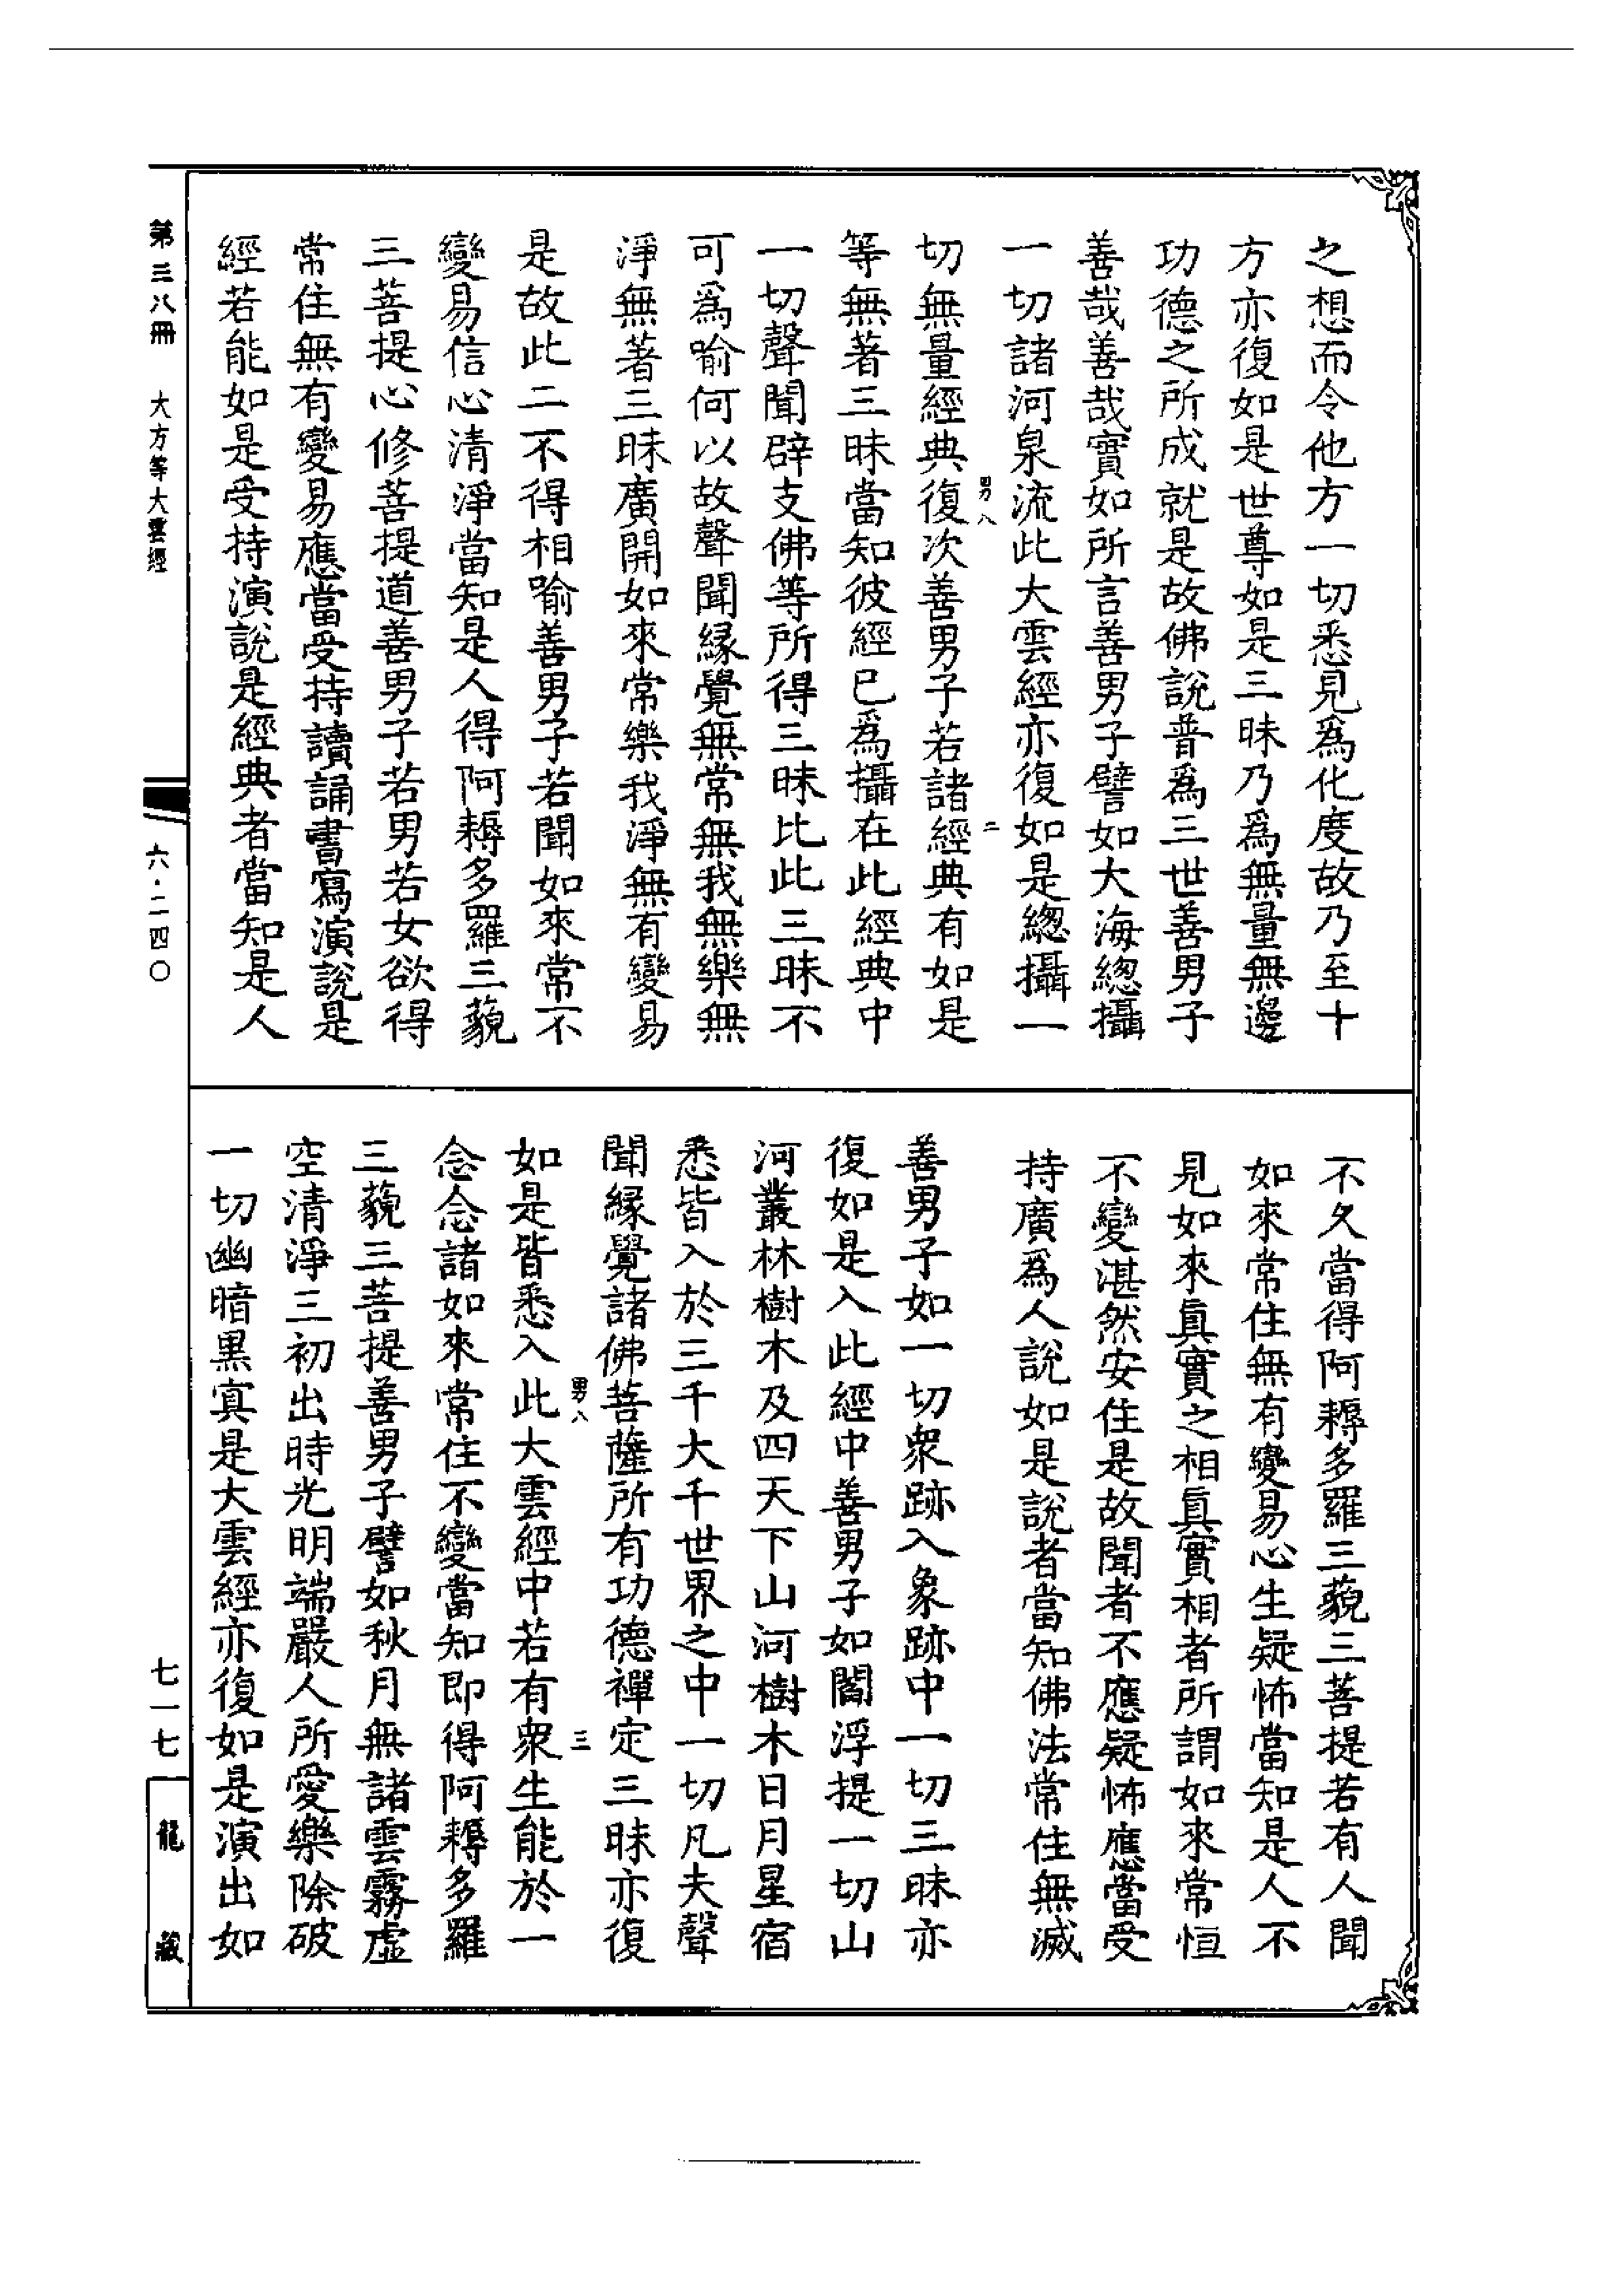 之想而令他方一切悉見爲化度故乃至十
方亦復如是世尊如是三昧乃爲無量無邊
功德之所成就是故佛說普爲三世善男子
善哉善哉實如所言善男子譬如大海總攝
一切諸河泉流此大雲經亦復如是總攝一
男八
二
切無量經典復次善男子若諸經典有如是
等無著三昧當知彼經已爲攝在此經典中
一切聲聞辟支佛等所得三昧比此三昧不
可爲喻何以故聲聞緣覺無常無我無樂無
淨無著三昧廣開如來常樂我淨無有變易
是故此二不得相喻善男子若聞如來常不
變易信心清淨當知是人得阿耨多羅三藐
三菩提心修菩提道善男子若男若女欲得
常住無有變易應當受持讀誦書寫演說是
經若能如是受持演說是經典者當知是人
不久當得阿耨多羅三藐三菩提若有人聞
如來常住無有變易心生疑怖當知是人不
見如來眞實之相眞實相者所謂如來常恒
不變湛然安住是故聞者不應疑怖應當受
持廣爲人說如是說者當知佛法常住無滅
善男子如一切衆跡入象跡中一切三昧亦
復如是入此經中善男子如閻浮提一切山
河叢林樹木及四天下山河樹木日月星宿
悉皆入於三千大千世界之中一切凡夫聲
聞緣覺諸佛菩薩所有功德禪定三昧亦復
男八
三
如是皆悉入此大雲經中若有衆生能於一
念念諸如來常住不變當知即得阿耨多羅
三藐三菩提善男子譬如秋月無諸雲霧虛
空清淨三初出時光明端嚴人所愛樂除破
一切幽暗黑寘是大雲經亦復如是演出如
第三八冊
大方等大雲經
六·二四〇
七一七
龍藏